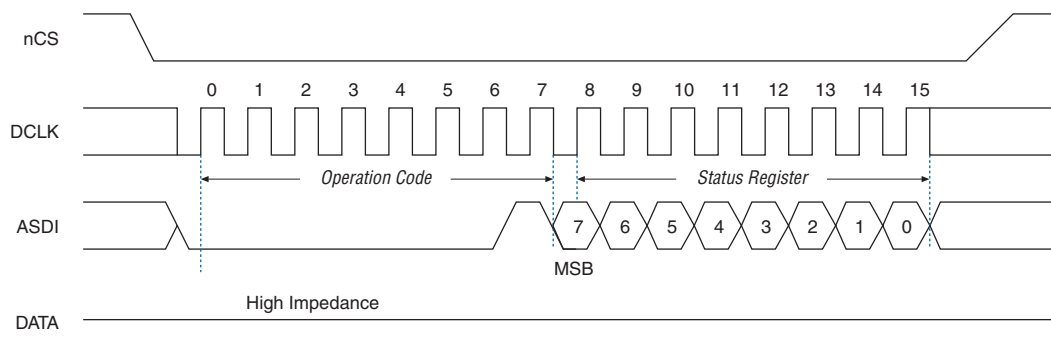 nCS
0 1 2 3 4 5 6 7 8 9 10 11 12 13 14 15
DCLK
Operation Code Status Register
ASDI 7 6 5 4 3 2 1 0
MSB
High Impedance
DATA